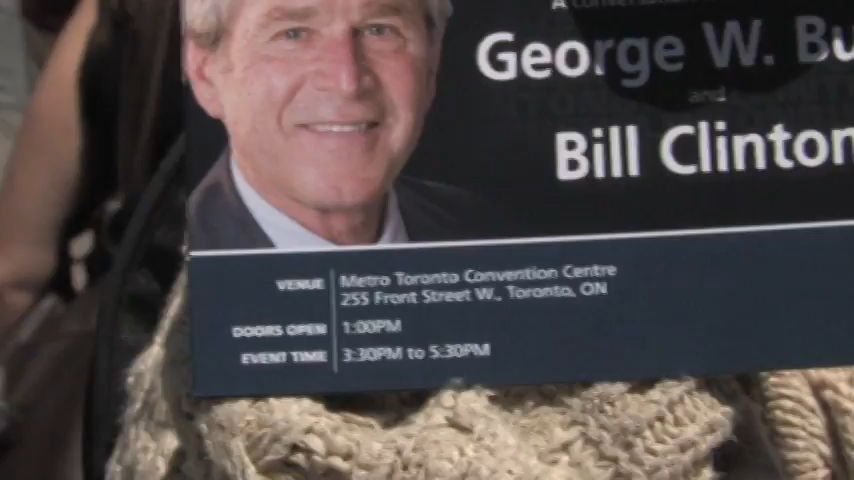 A conversation
George W. Bu
and
Bill Clinton
VENUE Metro Toronto Convention Centre
255 Front Street W., Toronto, ON
DOORS OPEN 1:00PM
EVENT TIME 3:30PM to 5:30PM